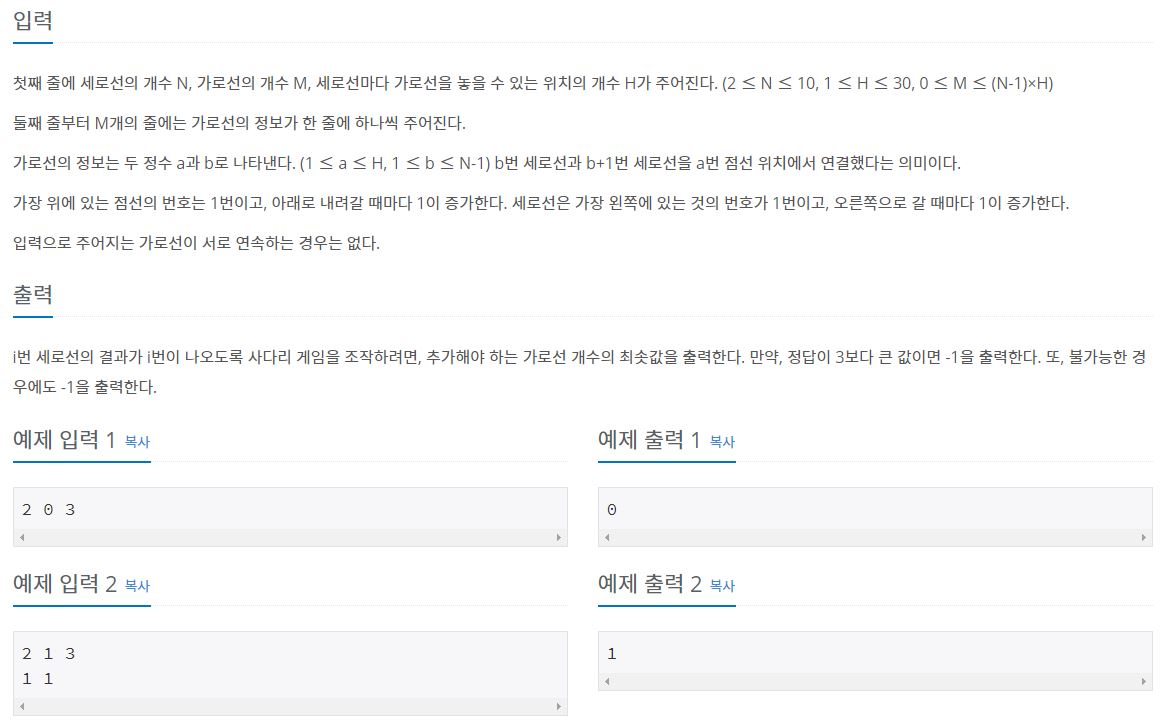 입력
첫째 줄에 세로선의 개수 N, 가로선의 개수 M, 세로선마다 가로선을 놓을 수 있는 위치의 개수 H가 주어진다. (2 ≤ N ≤ 10, 1 ≤ H ≤ 30, 0 ≤ M ≤ (N-1)×H)
둘째 줄부터 M개의 줄에는 가로선의 정보가 한 줄에 하나씩 주어진다.
가로선의 정보는 두 정수 a과 b로 나타낸다. (1 ≤ a ≤ H, 1 ≤ b ≤ N-1) b번 세로선과 b+1번 세로선을 a번 점선 위치에서 연결했다는 의미이다.
가장 위에 있는 점선의 번호는 1번이고, 아래로 내려갈 때마다 1이 증가한다. 세로선은 가장 왼쪽에 있는 것의 번호가 1번이고, 오른쪽으로 갈 때마다 1이 증가한다.
입력으로 주어지는 가로선이 서로 연속하는 경우는 없다.
출력
i번 세로선의 결과가 i번이 나오도록 사다리 게임을 조작하려면, 추가해야 하는 가로선 개수의 최솟값을 출력한다. 만약, 정답이 3보다 큰 값이면 -1을 출력한다. 또, 불가능한 경
우에도 -1을 출력한다.
예제 입력 1 복사
2 0 3
예제 출력 1 복사
0
예제 입력 2 복사
2 1 3
1 1
예제 출력 2 복사
1